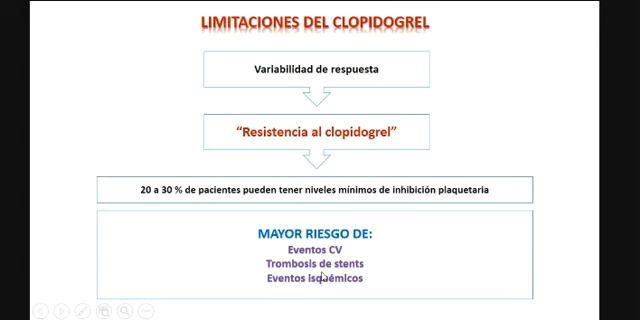 LIMITACIONES DEL CLOPIDOGREL
Variabilidad de respuesta
“Resistencia al clopidogrel”
20 a 30 % de pacientes pueden tener niveles mínimos de inhibición plaquetaria
MAYOR RIESGO DE:
Eventos CV
Trombosis de stents
Eventos isquémicos